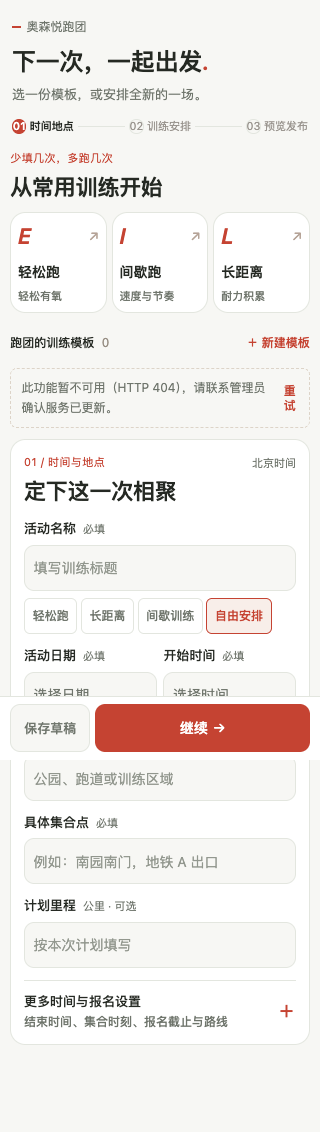 奥森悦跑团
下一次，一起出发.
选一份模板，或安排全新的一场。
01 时间地点 02 训练安排 03 预览发布
少填几次，多跑几次
从常用训练开始
E ↗ I ↗ L ↗
轻松跑 间歇跑 长距离
轻松有氧 速度与节奏 耐力积累
跑团的训练模板 0 + 新建模板
此功能暂不可用（HTTP 404），请联系管理员 重
确认服务已更新。 试
01 / 时间与地点 北京时间
定下这一次相聚
活动名称 必填
填写训练标题
轻松跑 长距离 间歇训练 自由安排
活动日期 必填 开始时间 必填
选择日期 选择时间
保存草稿 继续 →
公园、跑道或训练区域
具体集合点 必填
例如：南园南门，地铁 A 出口
计划里程 公里 · 可选
按本次计划填写
更多时间与报名设置 +
结束时间、集合时刻、报名截止与路线